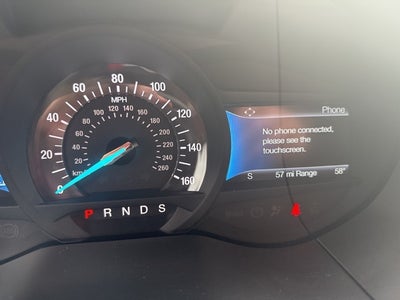 Phone
No phone connected,
please see the
touchscreen.
S 57 mi Range 58°
0 20 40 60 80 100 120 140 160
MPH
20 40 60 80 100 120 140 160 180 200 220 240 260
km/h
P R N D S